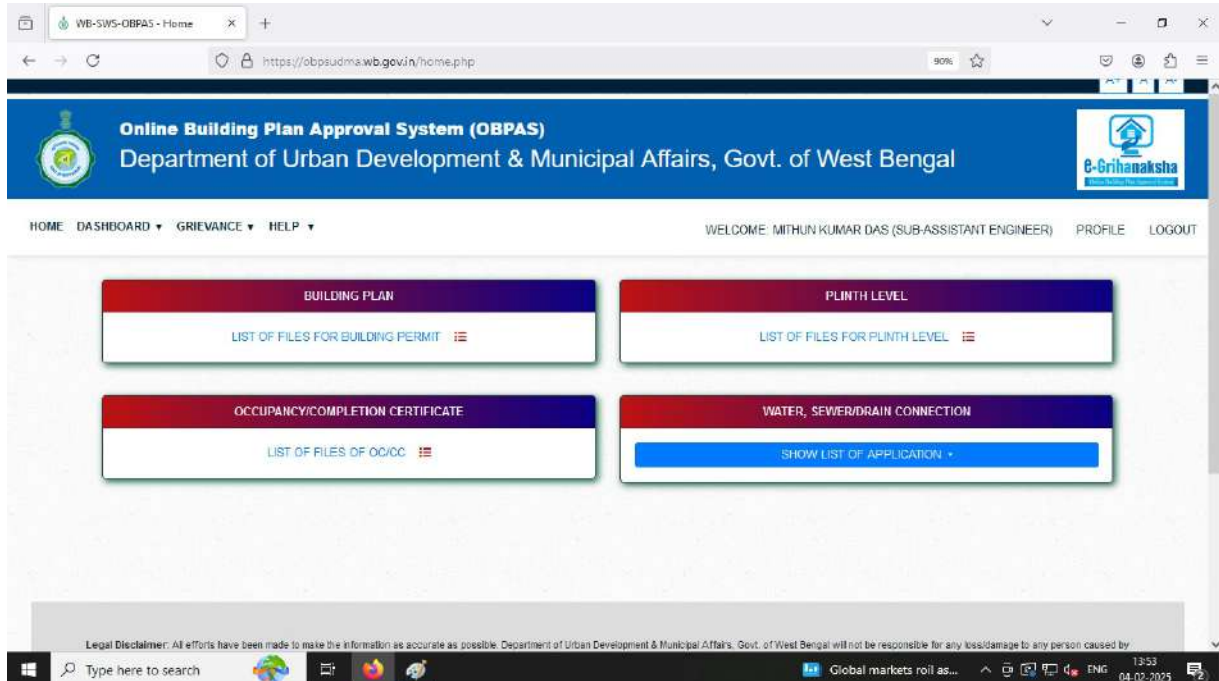 WB-SWS-OBPAS - Home
https://obpsudma.wb.gov.in/home.php
90%
Online Building Plan Approval System (OBPAS)
Department of Urban Development & Municipal Affairs, Govt. of West Bengal
e-Grihanaksha
HOME DASHBOARD ▾ GRIEVANCE ▾ HELP ▾
WELCOME: MITHUN KUMAR DAS (SUB-ASSISTANT ENGINEER) PROFILE LOGOUT
BUILDING PLAN
LIST OF FILES FOR BUILDING PERMIT
PLINTH LEVEL
LIST OF FILES FOR PLINTH LEVEL
OCCUPANCY/COMPLETION CERTIFICATE
LIST OF FILES OF OC/CC
WATER, SEWER/DRAIN CONNECTION
SHOW LIST OF APPLICATION
Legal Disclaimer: All efforts have been made to make the information as accurate as possible. Department of Urban Development & Municipal Affairs, Govt. of West Bengal will not be responsible for any loss/damage to any person caused by
Type here to search
Global markets roil as...
ENG
13:53
04-02-2025
2